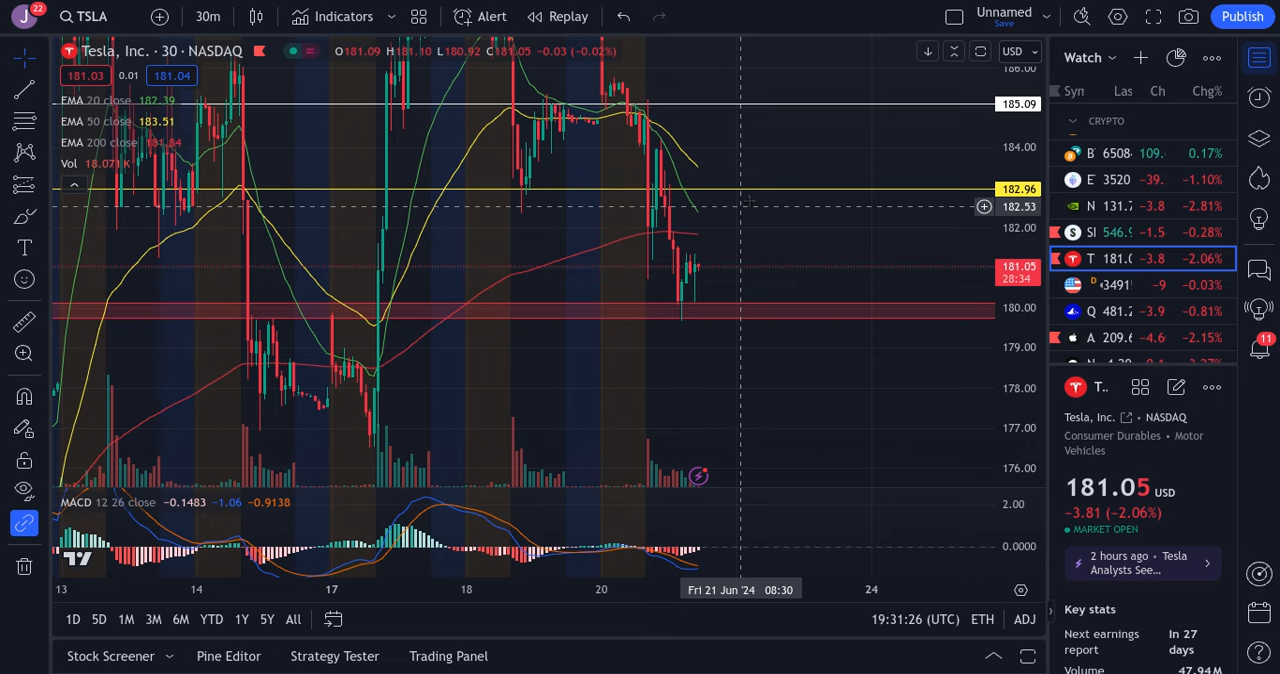 J 22 TSLA 30m Indicators Alert Replay Unnamed Save Publish
Tesla, Inc. · 30 · NASDAQ O181.09 H181.10 L180.92 C181.05 −0.03 (−0.02%) USD
181.03 0.01 181.04
EMA 20 close 182.39
EMA 50 close 183.51
EMA 200 close 181.84
Vol 18.071K
186.00
185.09
184.00
182.96
182.53
182.00
181.05
28:34
180.00
179.00
178.00
177.00
176.00
MACD 12 26 close −0.1483 −1.06 −0.9138
2.00
0.0000
13 14 17 18 20 Fri 21 Jun '24 08:30 24
1D 5D 1M 3M 6M YTD 1Y 5Y All 19:31:26 (UTC) ETH ADJ
Stock Screener Pine Editor Strategy Tester Trading Panel
Watch
Syn Las Ch Chg%
CRYPTO
109. 0.17%
3520 −39. −1.10%
N 131.7 −3.8 −2.81%
546.9 −1.5 −0.28%
T 181.0 −3.8 −2.06%
D −9 −0.03%
Q 481.2 −3.9 −0.81%
A 209.6 −4.6 −2.15%
11
T..
Tesla, Inc. • NASDAQ
Consumer Durables • Motor
Vehicles
181.05 USD
−3.81 (−2.06%)
MARKET OPEN
2 hours ago • Tesla
Analysts See...
Key stats
Next earnings
report
In 27
days
Volume 47.94M